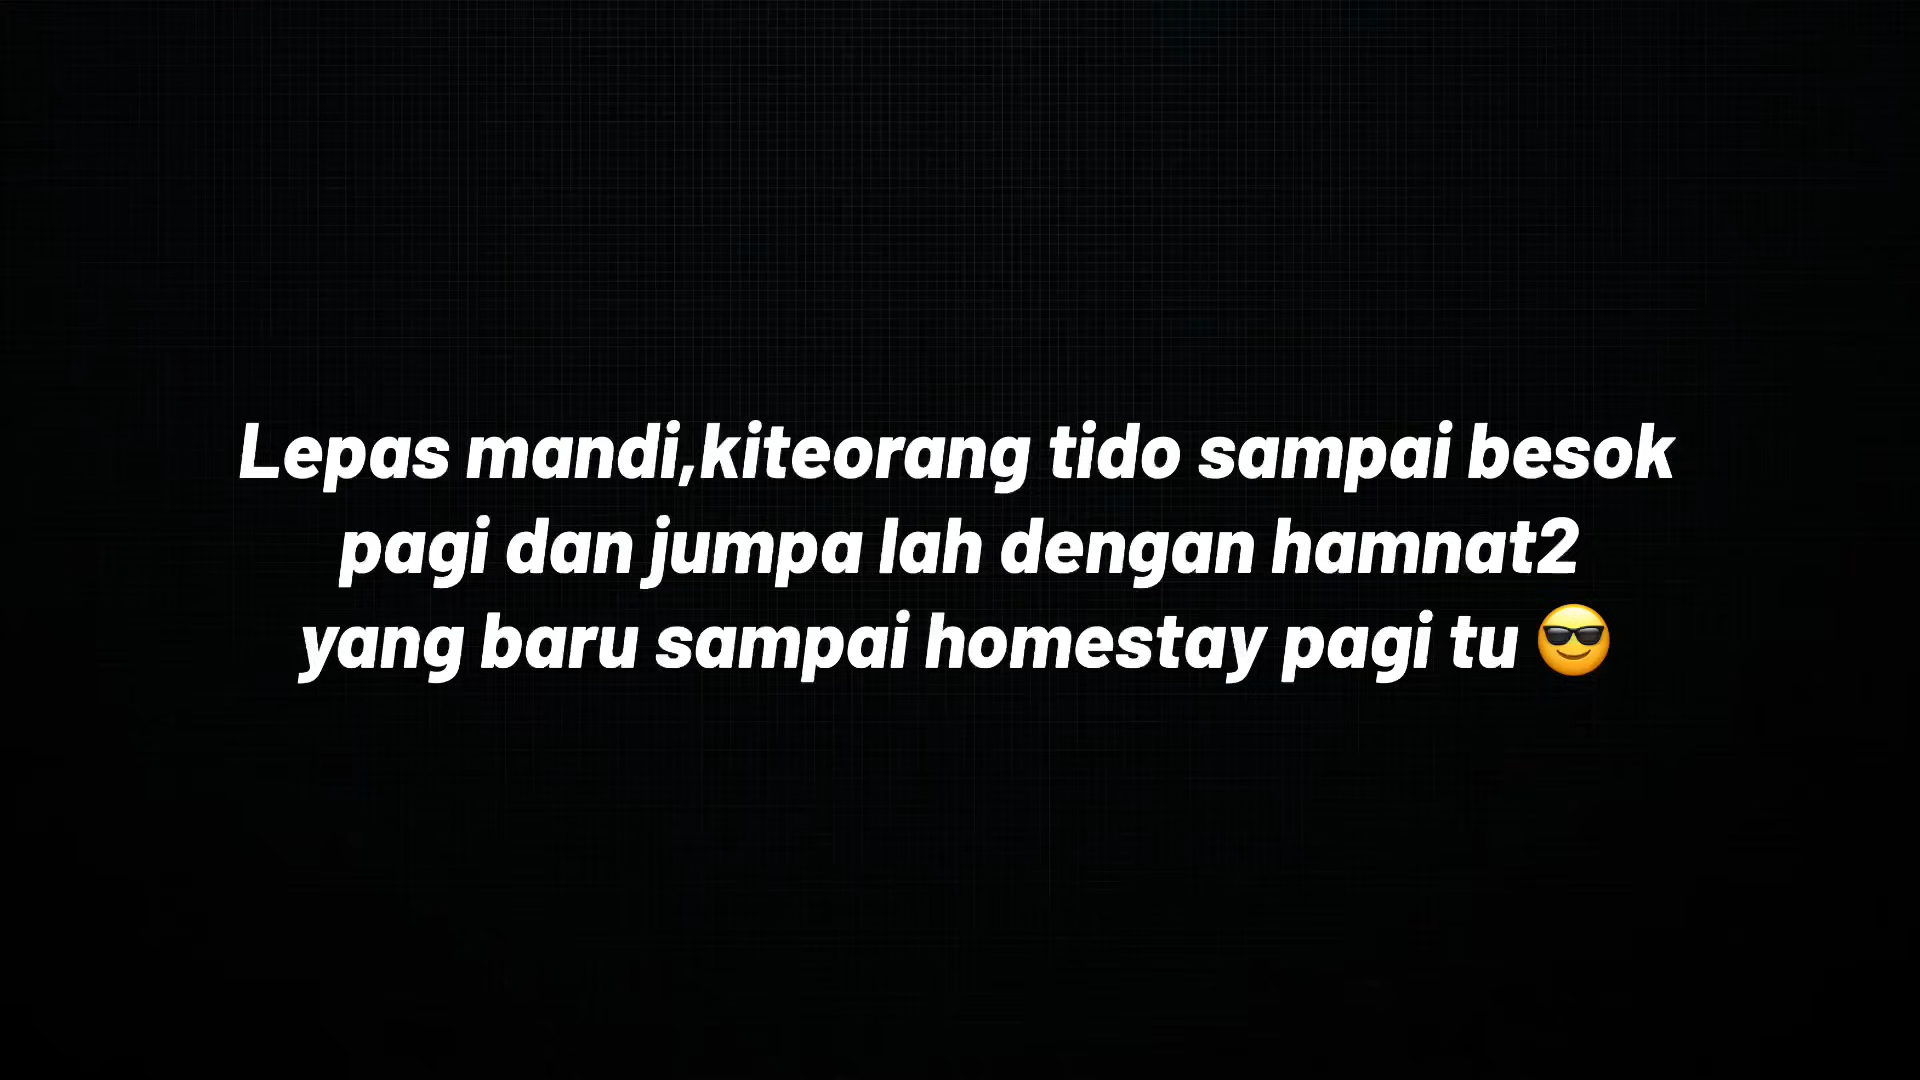 Lepas mandi,kiteorang tido sampai besok
pagi dan jumpa lah dengan hamnat2
yang baru sampai homestay pagi tu 😎